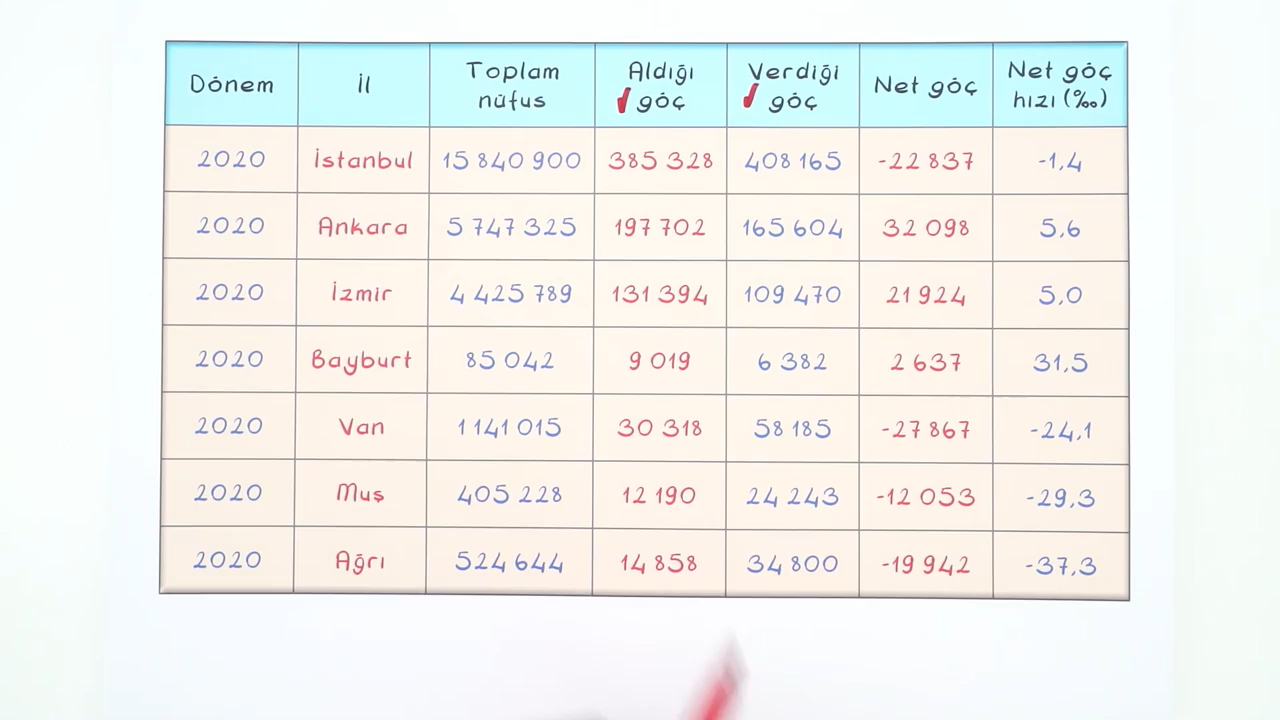 Dönem İl Toplam nüfus Aldığı göç Verdiği göç Net göç Net göç hızı (‰)
2020 İstanbul 15 840 900 385 328 408 165 -22 837 -1,4
2020 Ankara 5 747 325 197 702 165 604 32 098 5,6
2020 İzmir 4 425 789 131 394 109 470 21 924 5,0
2020 Bayburt 85 042 9 019 6 382 2 637 31,5
2020 Van 1 141 015 30 318 58 185 -27 867 -24,1
2020 Muş 405 228 12 190 24 243 -12 053 -29,3
2020 Ağrı 524 644 14 858 34 800 -19 942 -37,3